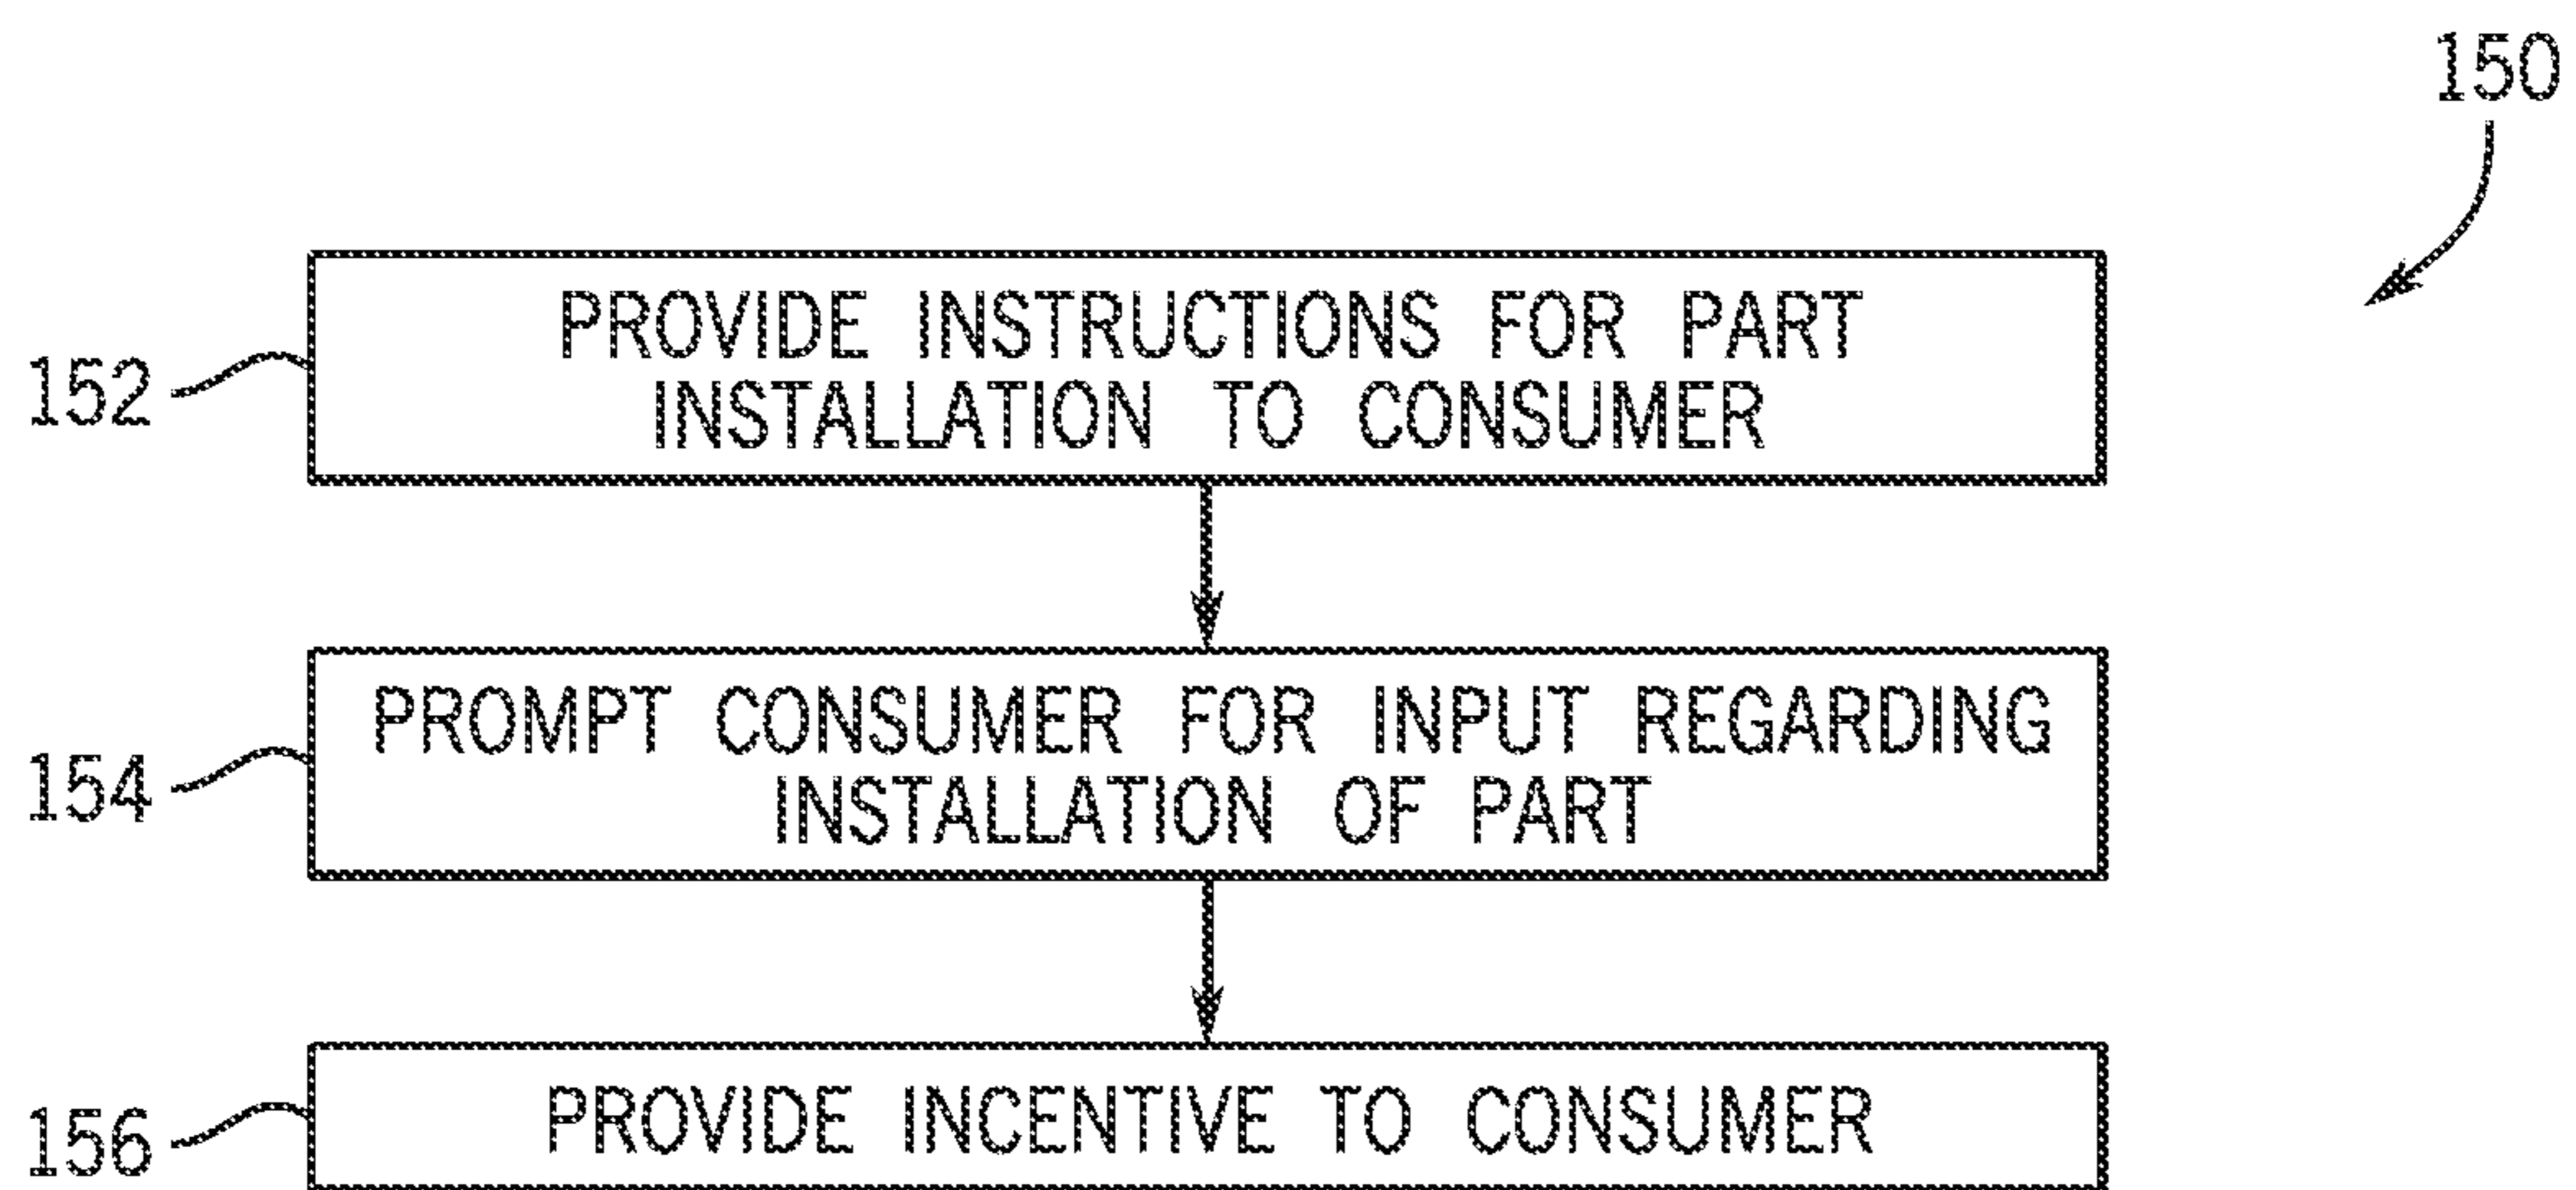 150
152
PROVIDE INSTRUCTIONS FOR PART
INSTALLATION TO CONSUMER
154
PROMPT CONSUMER FOR INPUT REGARDING
INSTALLATION OF PART
156
PROVIDE INCENTIVE TO CONSUMER